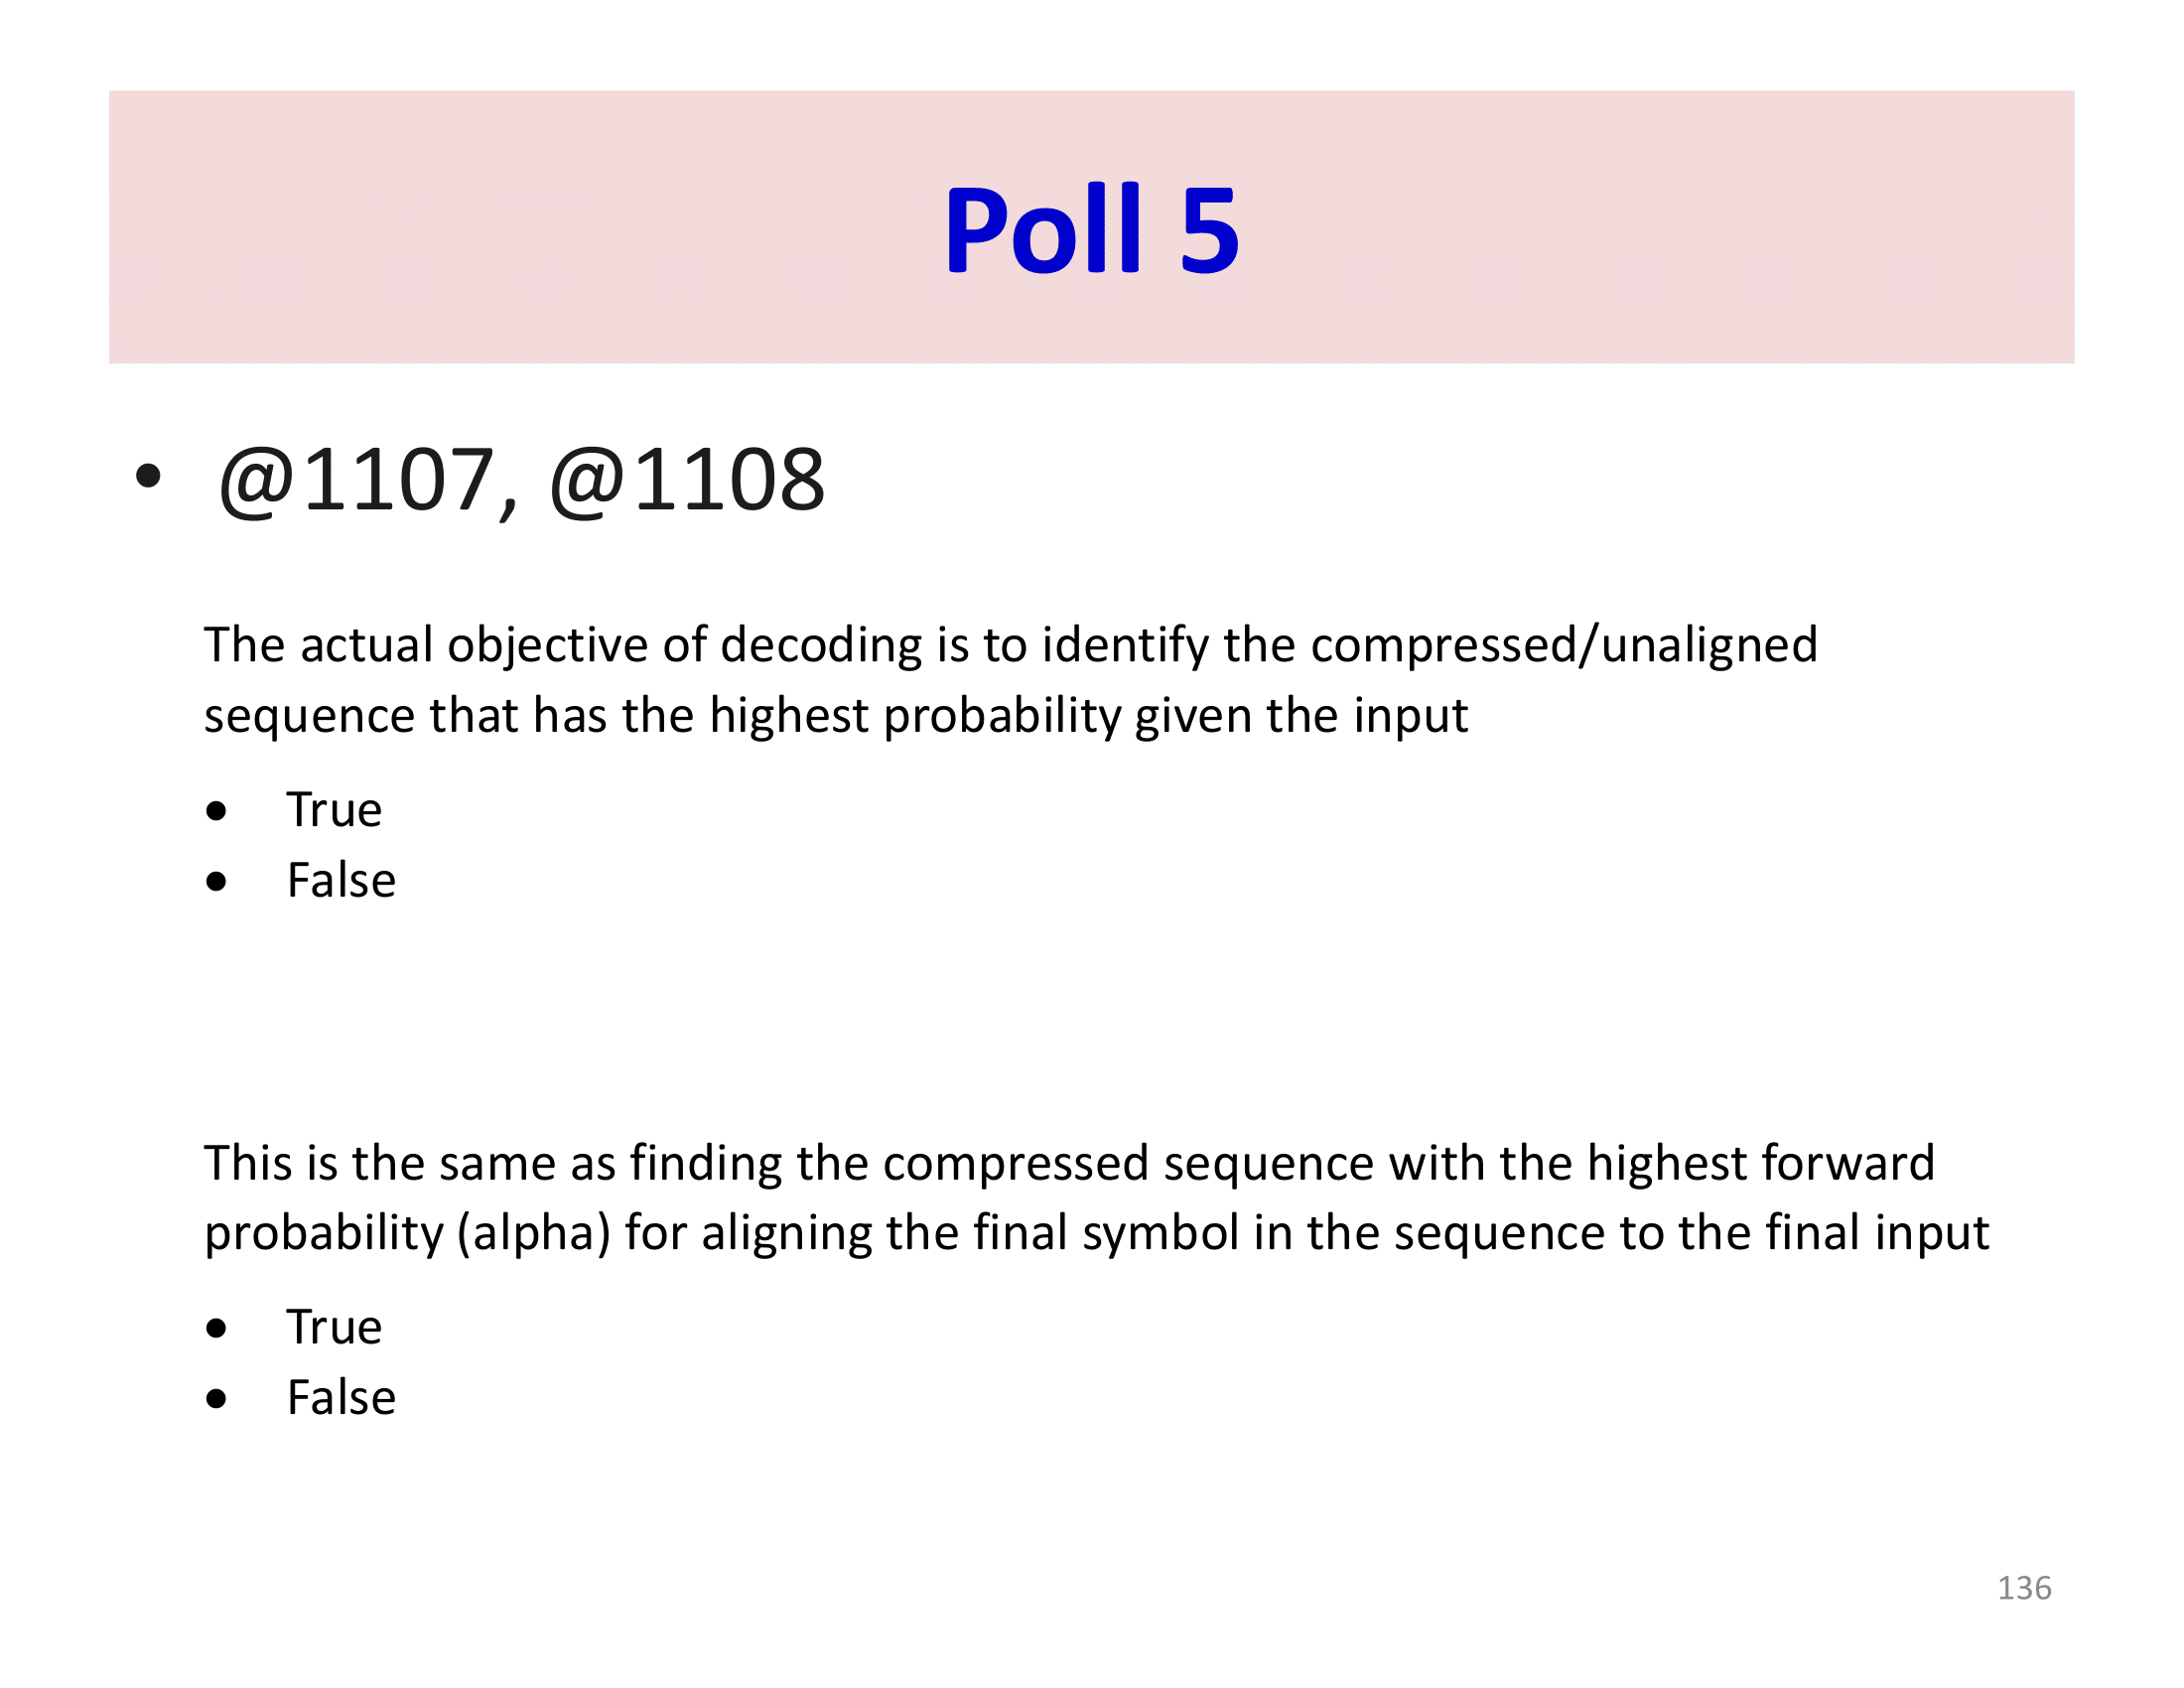 Poll 5
• @1107, @1108
The actual objective of decoding is to identify the compressed/unaligned
sequence that has the highest probability given the input
• True
• False
This is the same as finding the compressed sequence with the highest forward
probability (alpha) for aligning the final symbol in the sequence to the final input
• True
• False
136